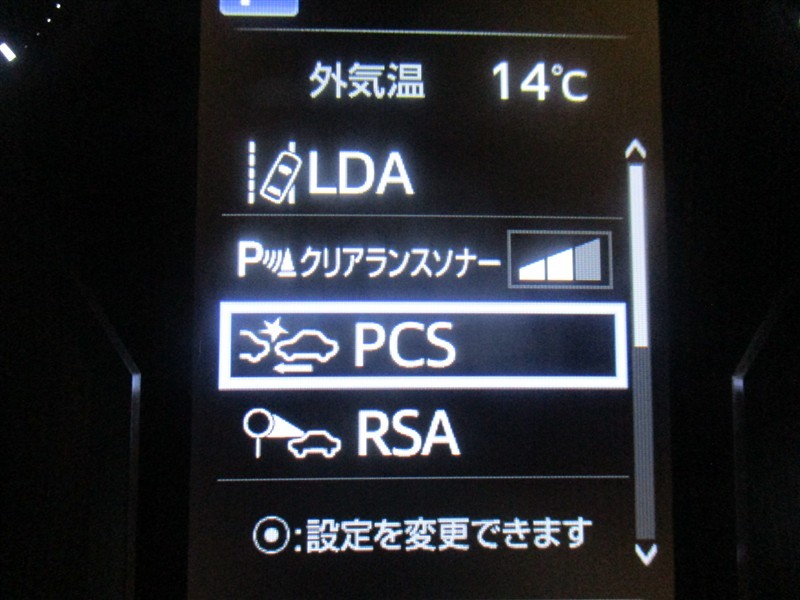 外気温 14℃
LDA
Pクリアランスソナー
PCS
RSA
⦿:設定を変更できます